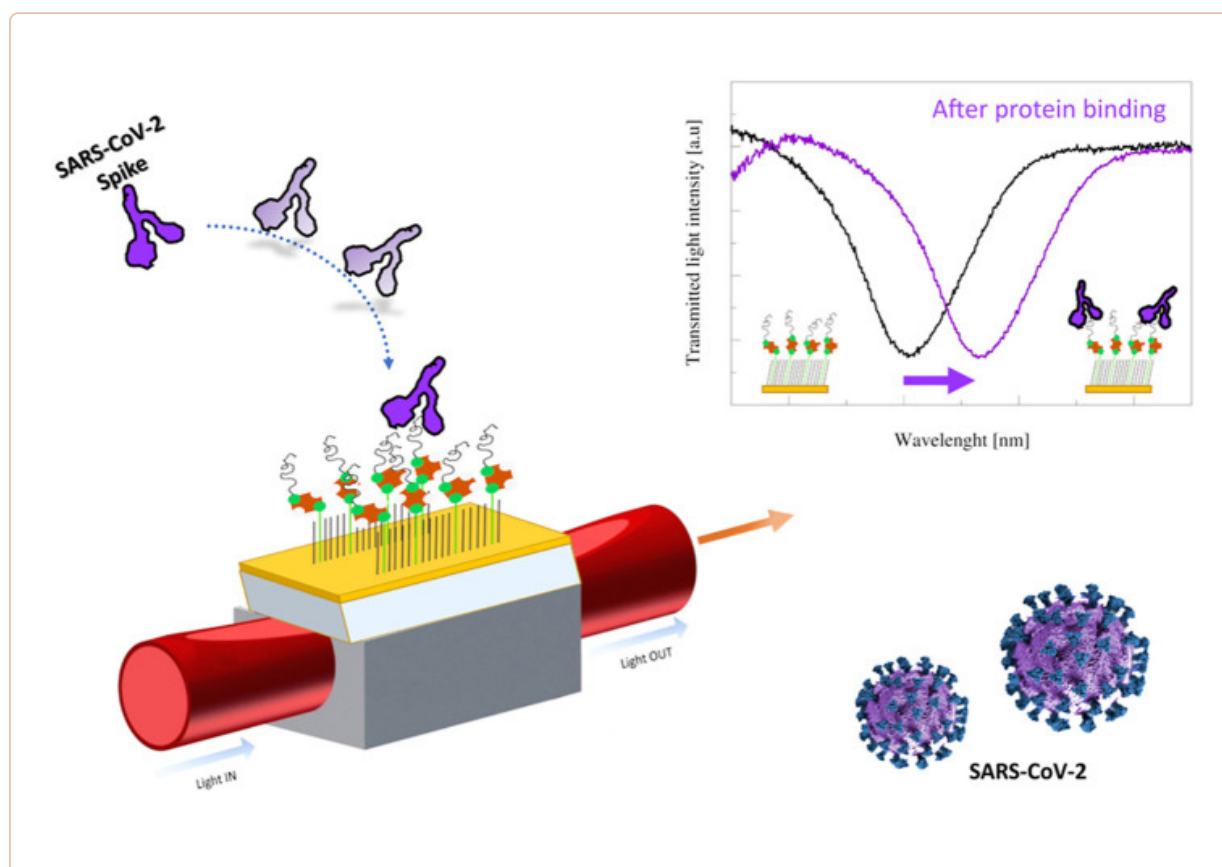 SARS-CoV-2
Spike
After protein binding
Transmitted light intensity [a.u]
Wavelenght [nm]
Light OUT
Light IN
SARS-CoV-2